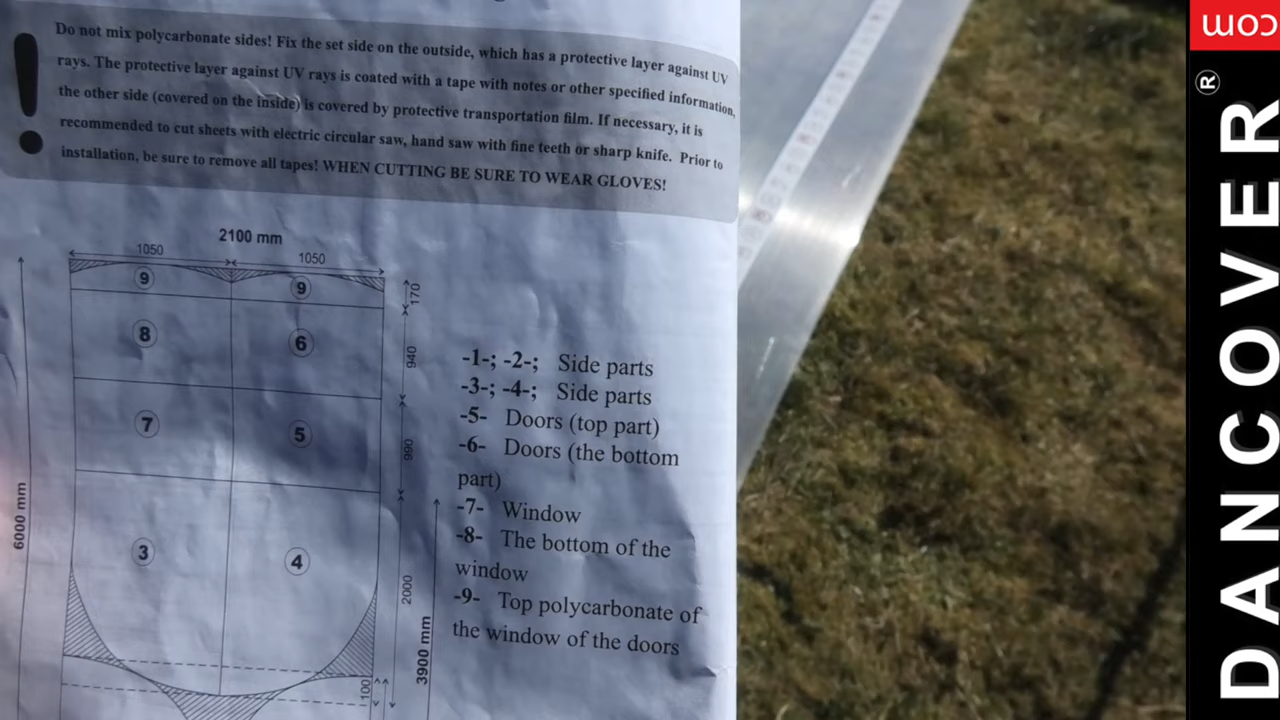 Do not mix polycarbonate sides! Fix the set side on the outside, which has a protective layer against UV
rays. The protective layer against UV rays is coated with a tape with notes or other specified information,
the other side (covered on the inside) is covered by protective transportation film. If necessary, it is
recommended to cut sheets with electric circular saw, hand saw with fine teeth or sharp knife. Prior to
installation, be sure to remove all tapes! WHEN CUTTING BE SURE TO WEAR GLOVES!
2100 mm
1050
1050
9
9
170
8
6
940
7
5
990
6000 mm
3
4
2000
3900 mm
100
-1-; -2-; Side parts
-3-; -4-; Side parts
-5- Doors (top part)
-6- Doors (the bottom
part)
-7- Window
-8- The bottom of the
window
-9- Top polycarbonate of
the window of the doors
DANCOVER®
com